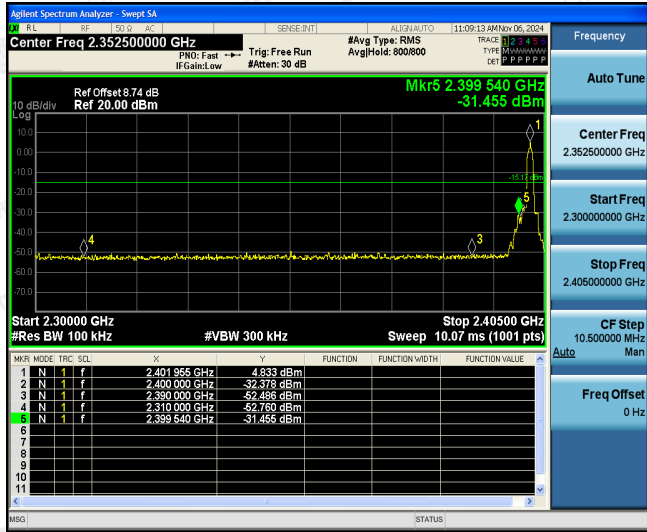 Agilent Spectrum Analyzer - Swept SA
LXI RL RF 50 Ω AC SENSE:INT ALIGN AUTO 11:09:13 AM Nov 06, 2024
Center Freq 2.352500000 GHz
PNO: Fast
IFGain:Low
Trig: Free Run
#Atten: 30 dB
#Avg Type: RMS
Avg|Hold: 800/800
TRACE 1 2 3 4 5 6
TYPE M
DET P P P P P P
Ref Offset 8.74 dB
10 dB/div Ref 20.00 dBm
Log
Mkr5 2.399 540 GHz
-31.455 dBm
10.0
0.00
-10.0
-20.0
-30.0
-40.0
-50.0
-60.0
-70.0
1
-15.17 dBm
5
4
3
Start 2.30000 GHz Stop 2.40500 GHz
#Res BW 100 kHz #VBW 300 kHz Sweep 10.07 ms (1001 pts)
MKR MODE TRC SCL X Y FUNCTION FUNCTION WIDTH FUNCTION VALUE
1 N 1 f 2.401 955 GHz 4.833 dBm
2 N 1 f 2.400 000 GHz -32.378 dBm
3 N 1 f 2.390 000 GHz -52.486 dBm
4 N 1 f 2.310 000 GHz -52.760 dBm
5 N 1 f 2.399 540 GHz -31.455 dBm
6
7
8
9
10
11
MSG STATUS
Frequency
Auto Tune
Center Freq
2.352500000 GHz
Start Freq
2.300000000 GHz
Stop Freq
2.405000000 GHz
CF Step
10.500000 MHz
Auto Man
Freq Offset
0 Hz